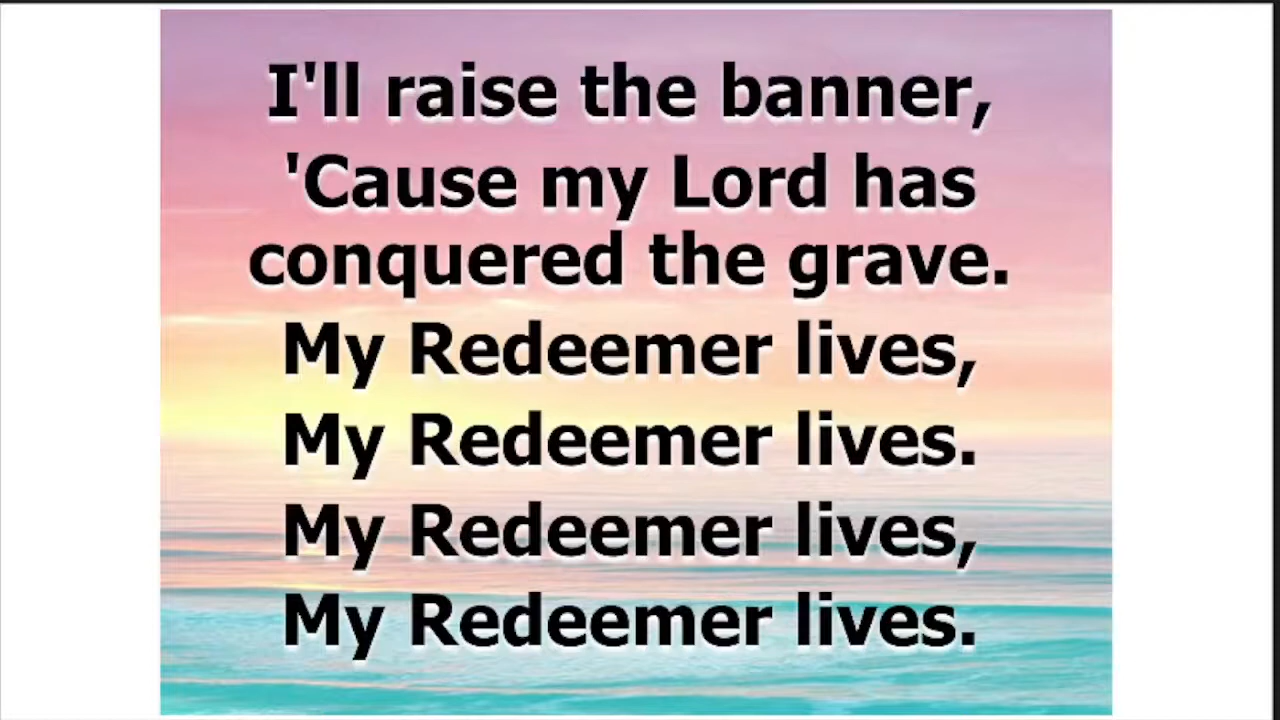 I'll raise the banner,
'Cause my Lord has
conquered the grave.
My Redeemer lives,
My Redeemer lives.
My Redeemer lives,
My Redeemer lives.